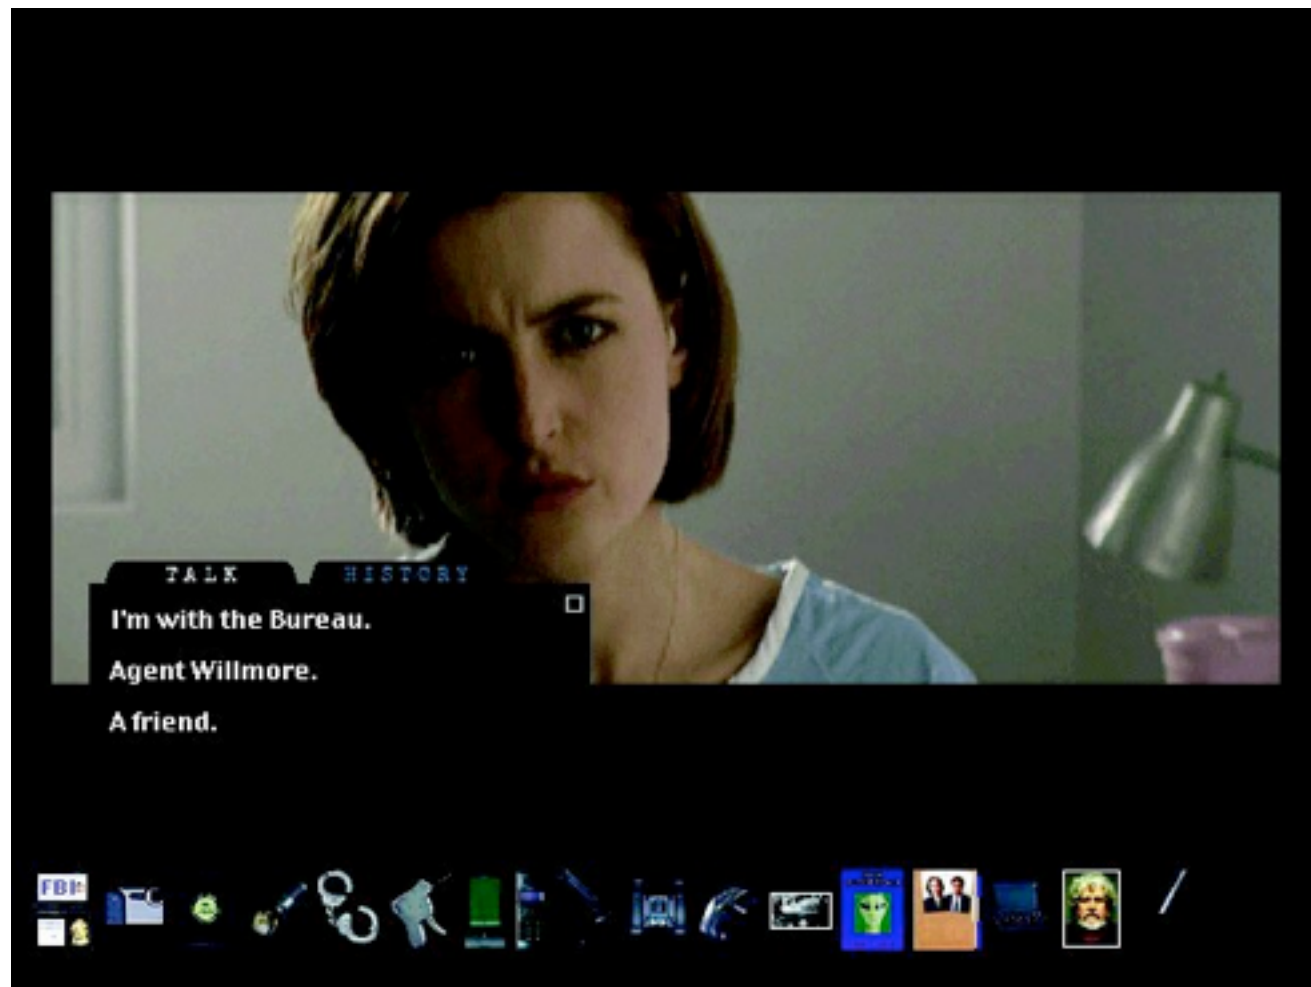 TALK
HISTORY
I'm with the Bureau.
Agent Willmore.
A friend.
FBI